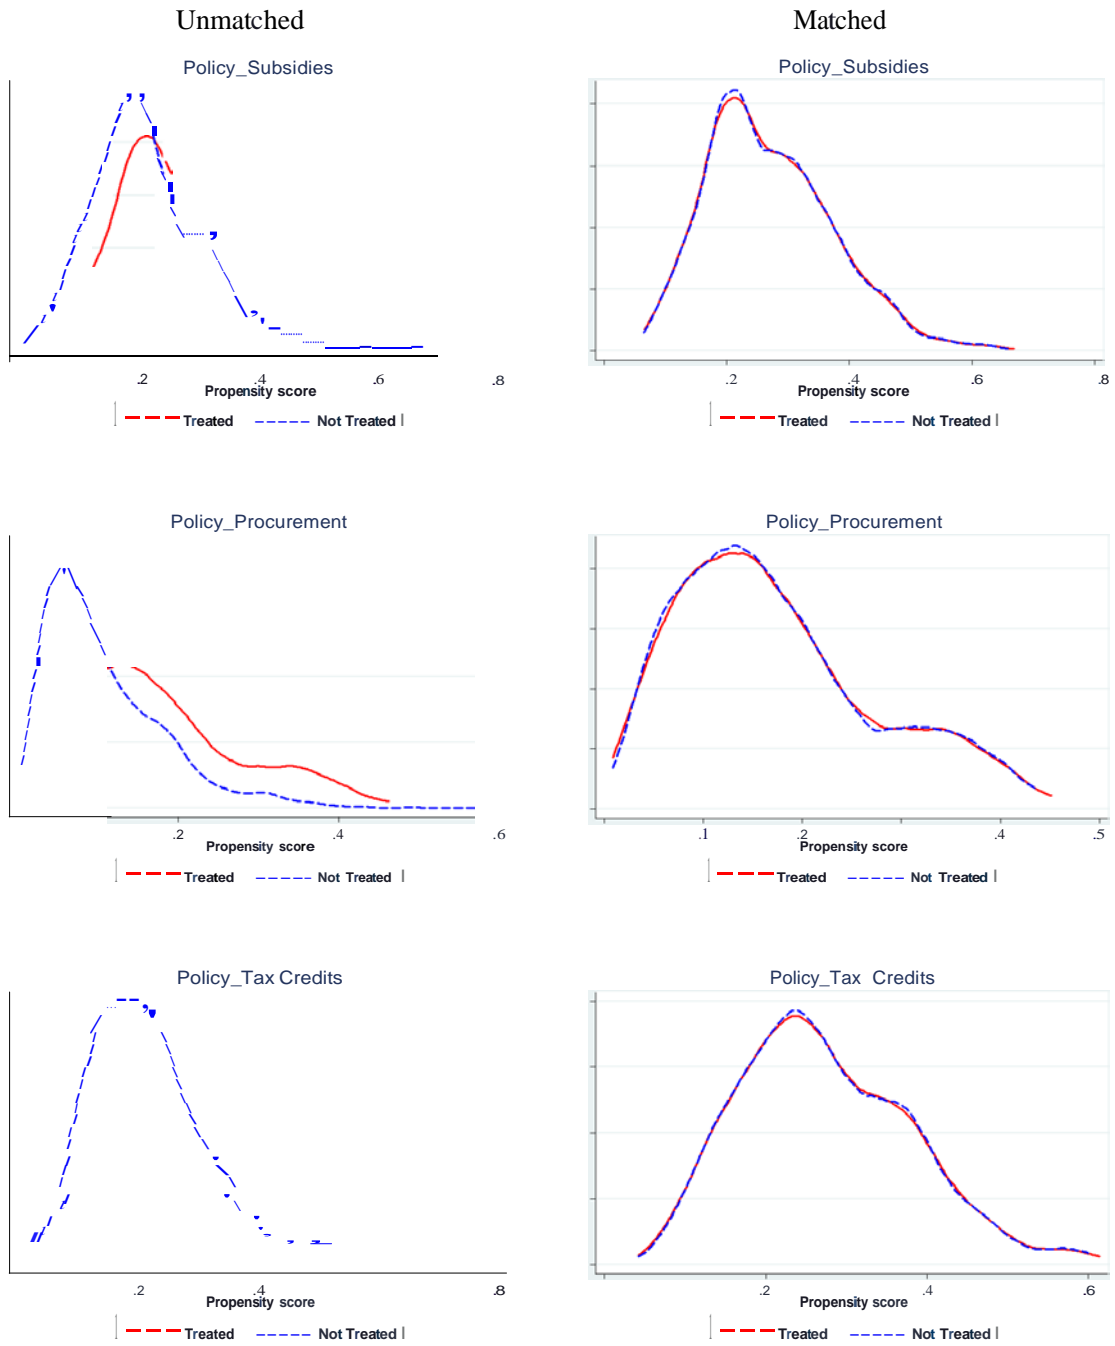 Unmatched Matched
Policy_Subsidies Policy_Subsidies
.2 .4 .6 .8 .2 .4 .6 .8
Propensity score Propensity score
Treated Not Treated Treated Not Treated
Policy_Procurement Policy_Procurement
.2 .4 .6 .1 .2 .4 .5
Propensity score Propensity score
Treated Not Treated Treated Not Treated
Policy_Tax Credits Policy_Tax Credits
.2 .4 .8 .2 .4 .6
Propensity score Propensity score
Treated Not Treated Treated Not Treated